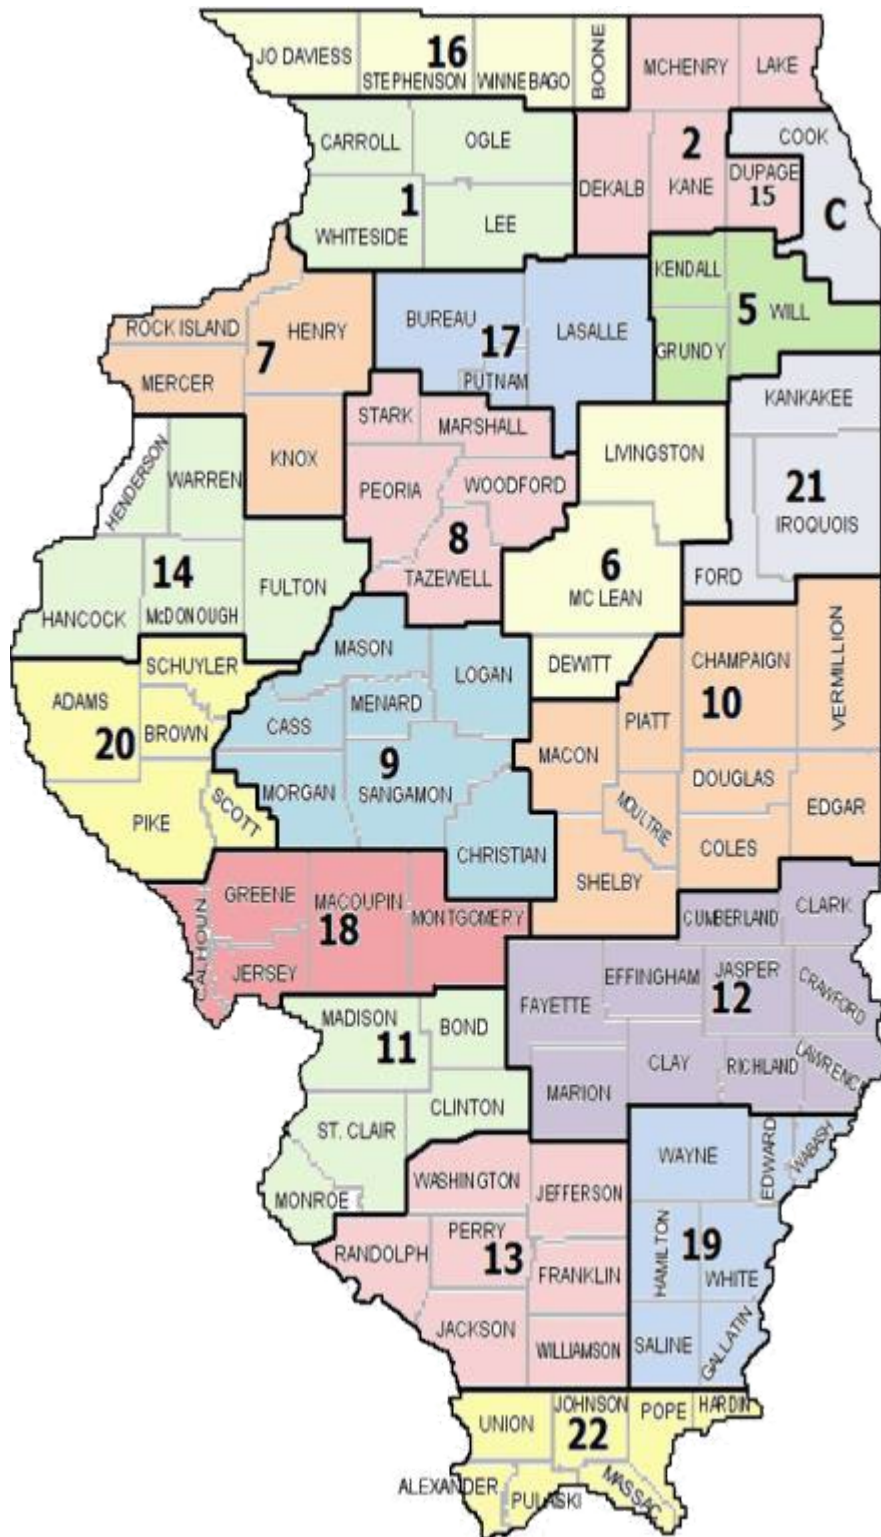 JO DAVIESS
16
STEPHENSON
WINNEBAGO
BOONE
MCHENRY
LAKE
CARROLL
OGLE
1
WHITESIDE
LEE
DEKALB
2
KANE
COOK
DUPAGE
15
C
ROCK ISLAND
HENRY
MERCER
7
KNOX
BUREAU
17
PUTNAM
LASALLE
KENDALL
5
WILL
GRUNDY
KANKAKEE
21
IROQUOIS
FORD
STARK
MARSHALL
PEORIA
WOODFORD
8
TAZEWELL
LIVINGSTON
6
MC LEAN
DEWITT
HENDERSON
WARREN
14
HANCOCK
McDONOUGH
FULTON
SCHUYLER
ADAMS
20
BROWN
PIKE
SCOTT
MASON
LOGAN
MENARD
CASS
9
MORGAN
SANGAMON
CHRISTIAN
CHAMPAIGN
VERMILLION
PIATT
10
MACON
DOUGLAS
MOULTRIE
EDGAR
COLES
SHELBY
GREENE
MACOUPIN
MONTGOMERY
18
CALHOUN
JERSEY
CUMBERLAND
CLARK
EFFINGHAM
JASPER
12
CRAWFORD
FAYETTE
CLAY
RICHLAND
LAWRENCE
MARION
MADISON
BOND
11
CLINTON
ST. CLAIR
MONROE
WASHINGTON
JEFFERSON
PERRY
RANDOLPH
13
FRANKLIN
JACKSON
WILLIAMSON
WAYNE
EDWARD
WABASH
HAMILTON
19
WHITE
SALINE
GALLATIN
UNION
JOHNSON
22
POPE
HARDIN
ALEXANDER
PULASKI
MASSAC